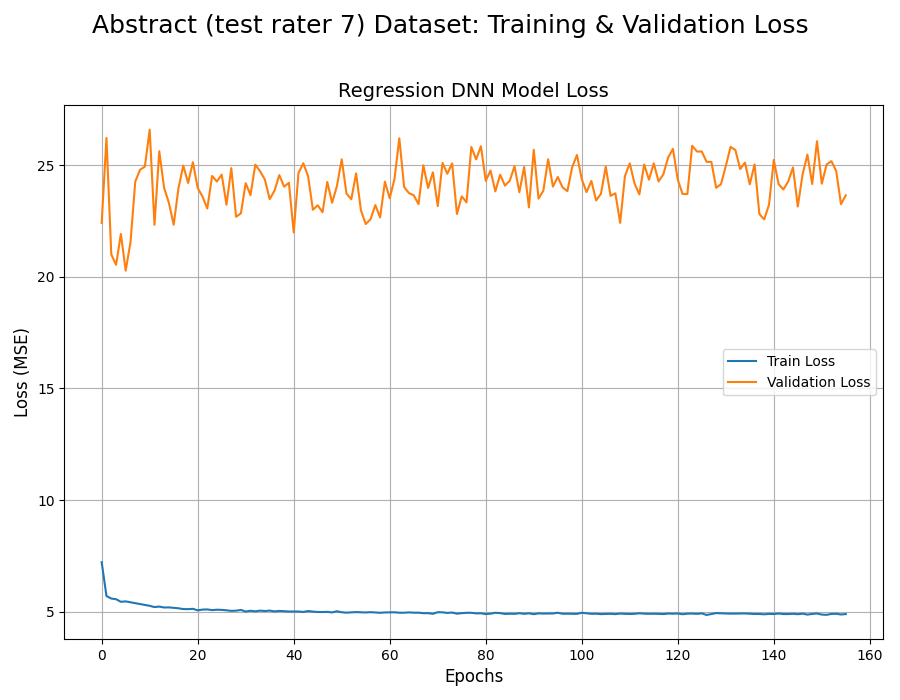 Abstract (test rater 7) Dataset: Training & Validation Loss
Regression DNN Model Loss
25
20
15
10
5
Loss (MSE)
Train Loss
Validation Loss
0 20 40 60 80 100 120 140 160
Epochs